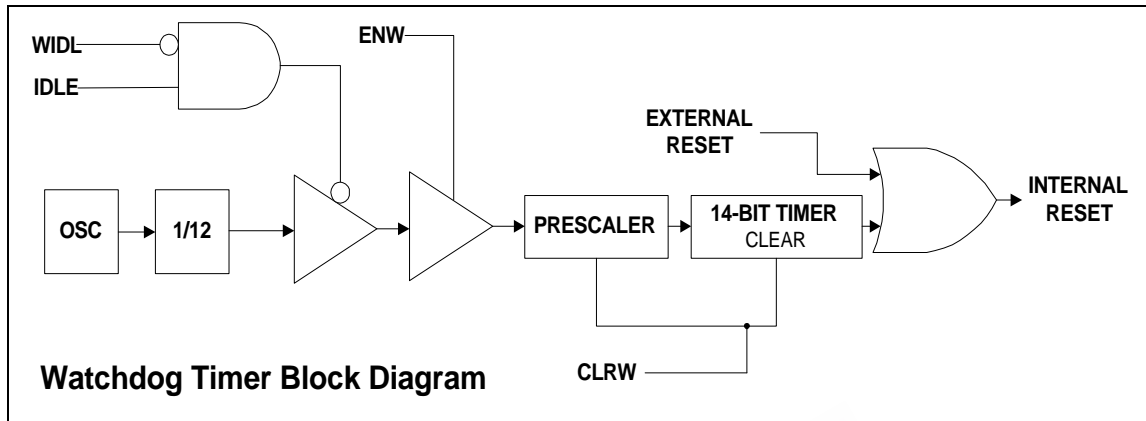 WIDL
IDLE
ENW
EXTERNAL
RESET
OSC
1/12
PRESCALER
14-BIT TIMER
CLEAR
INTERNAL
RESET
CLRW
Watchdog Timer Block Diagram